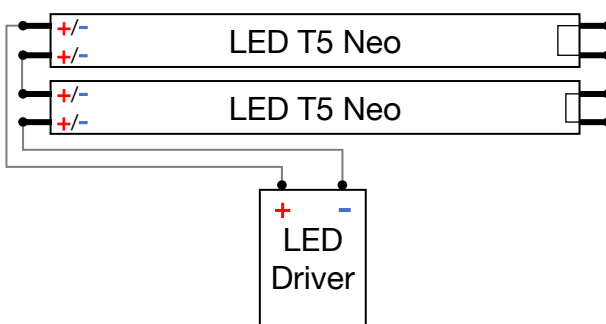 +/-
LED T5 Neo
+/-
+/-
LED T5 Neo
+/-
+ -
LED
Driver